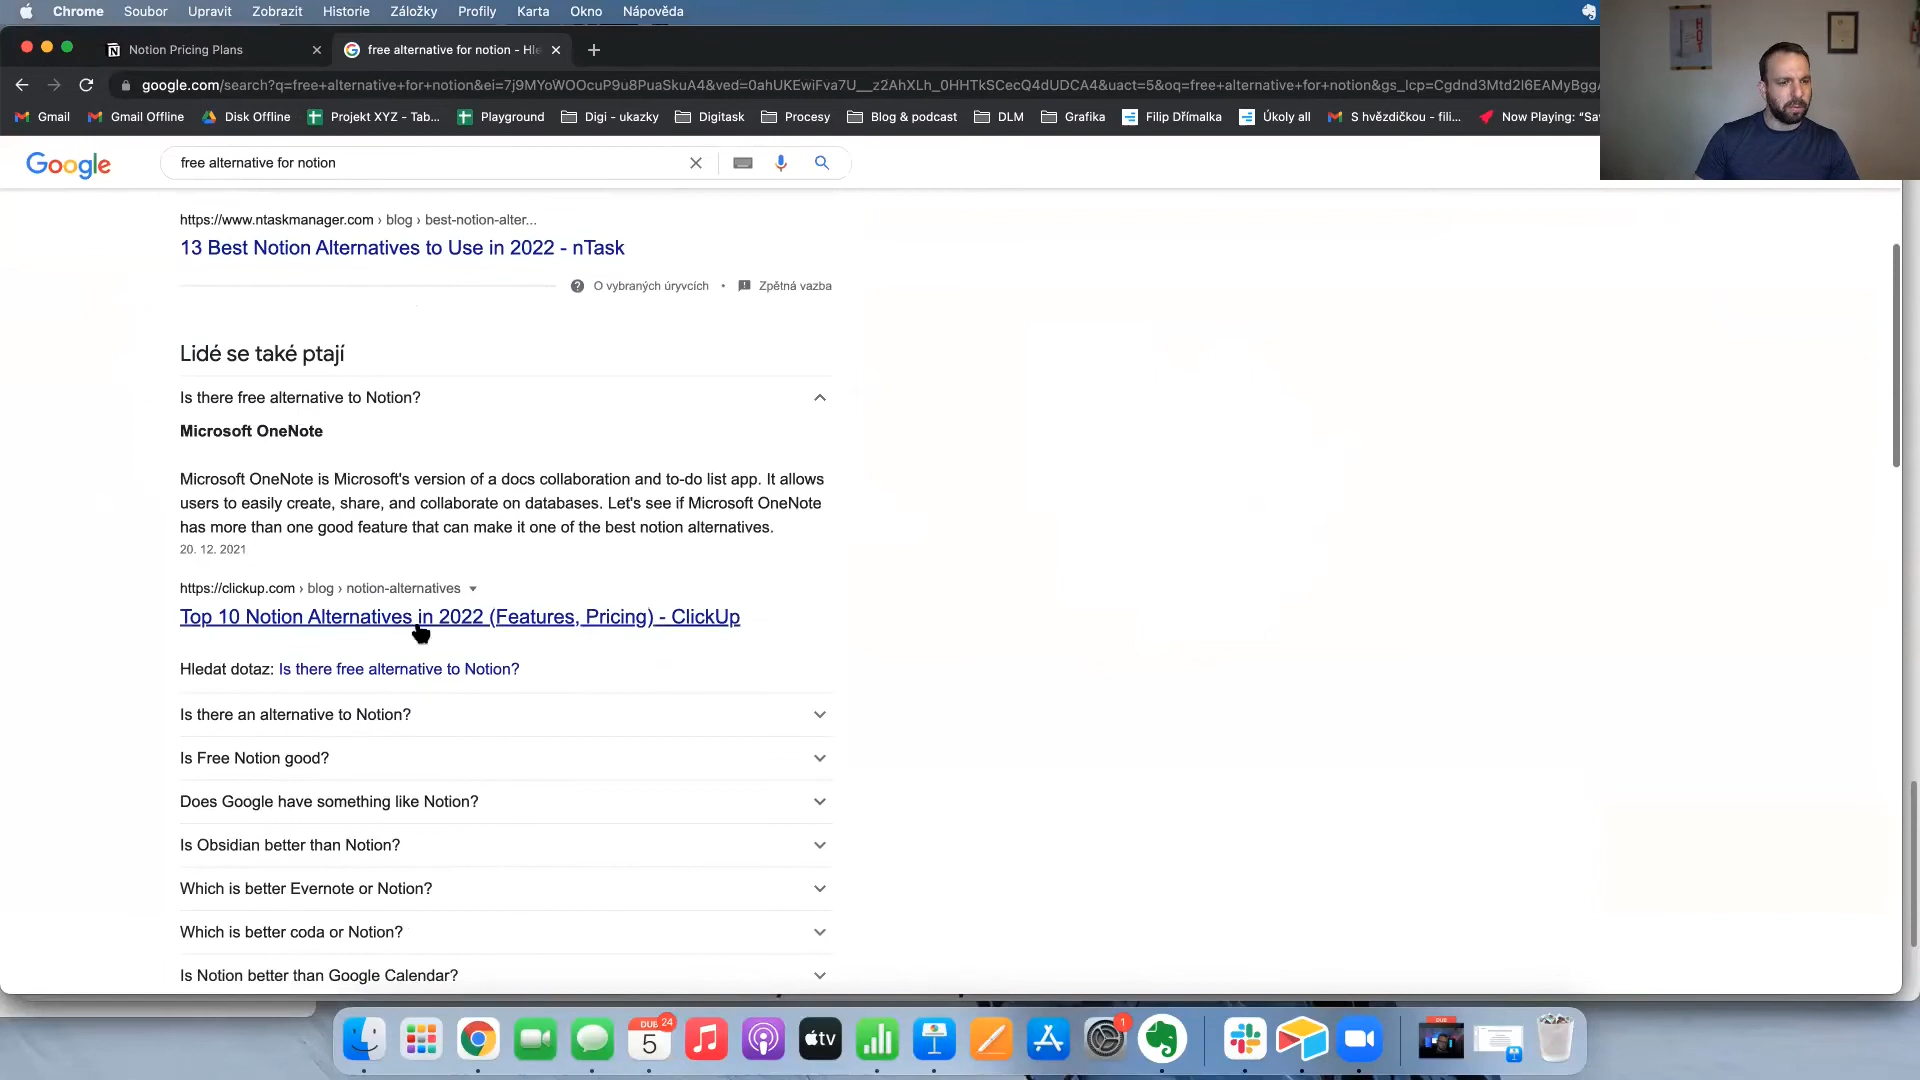 Chrome Soubor Upravit Zobrazit Historie Záložky Profily Karta Okno Nápověda
Notion Pricing Plans
free alternative for notion - Hle
google.com/search?q=free+alternative+for+notion&ei=7j9MYoWOOcuP9u8PuaSkuA4&ved=0ahUKEwiFva7U__z2AhXLh_0HHTkSCecQ4dUDCA4&uact=5&oq=free+alternative+for+notion&gs_lcp=Cgdnd3Mtd2l6EAMyBgg
Gmail Gmail Offline Disk Offline Projekt XYZ - Tab... Playground Digi - ukazky Digitask Procesy Blog & podcast DLM Grafika Filip Dřímalka Úkoly all S hvězdičkou - fili... Now Playing: “Sa
HOT
Google
free alternative for notion
https://www.ntaskmanager.com › blog › best-notion-alter...
13 Best Notion Alternatives to Use in 2022 - nTask
O vybraných úryvcích • Zpětná vazba
Lidé se také ptají
Is there free alternative to Notion?
Microsoft OneNote
Microsoft OneNote is Microsoft's version of a docs collaboration and to-do list app. It allows
users to easily create, share, and collaborate on databases. Let's see if Microsoft OneNote
has more than one good feature that can make it one of the best notion alternatives.
20. 12. 2021
https://clickup.com › blog › notion-alternatives
Top 10 Notion Alternatives in 2022 (Features, Pricing) - ClickUp
Hledat dotaz: Is there free alternative to Notion?
Is there an alternative to Notion?
Is Free Notion good?
Does Google have something like Notion?
Is Obsidian better than Notion?
Which is better Evernote or Notion?
Which is better coda or Notion?
Is Notion better than Google Calendar?
DUB 24
5
tv
1
DUB